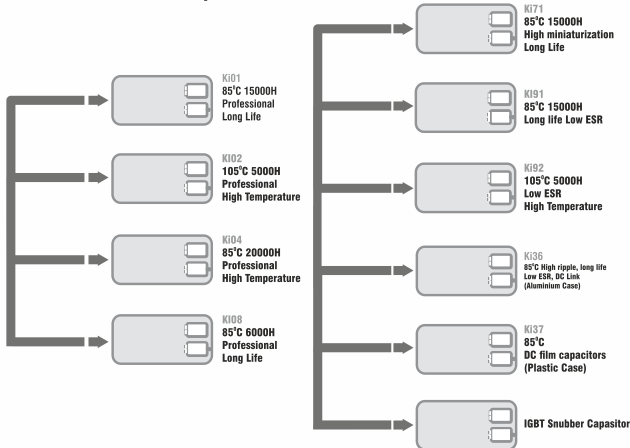 Ki01
85°C 15000H
Professional
Long Life
KI02
105°C 5000H
Professional
High Temperature
Ki04
85°C 20000H
Professional
High Temperature
KI08
85°C 6000H
Professional
Long Life
Ki71
85°C 15000H
High miniaturization
Long Life
KI91
85°C 15000H
Long life Low ESR
Ki92
105°C 5000H
Low ESR
High Temperature
Ki36
85°C High ripple, long life
Low ESR, DC Link
(Aluminium Case)
Ki37
85°C
DC film capacitors
(Plastic Case)
IGBT Snubber Capasitor